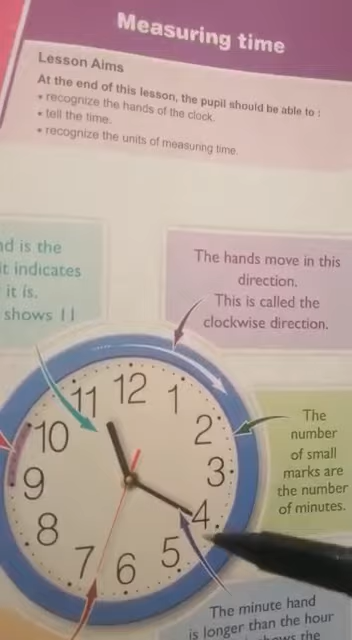 Measuring time
Lesson Aims
At the end of this lesson, the pupil should be able to :
• recognize the hands of the clock.
• tell the time.
• recognize the units of measuring time.
is the
it indicates
it is.
shows 11
The hands move in this
direction.
This is called the
clockwise direction.
12
11
1
10
2
9
3
8
4
7
5
6
The
number
of small
marks are
the number
of minutes.
The minute hand
is longer than the hour
the